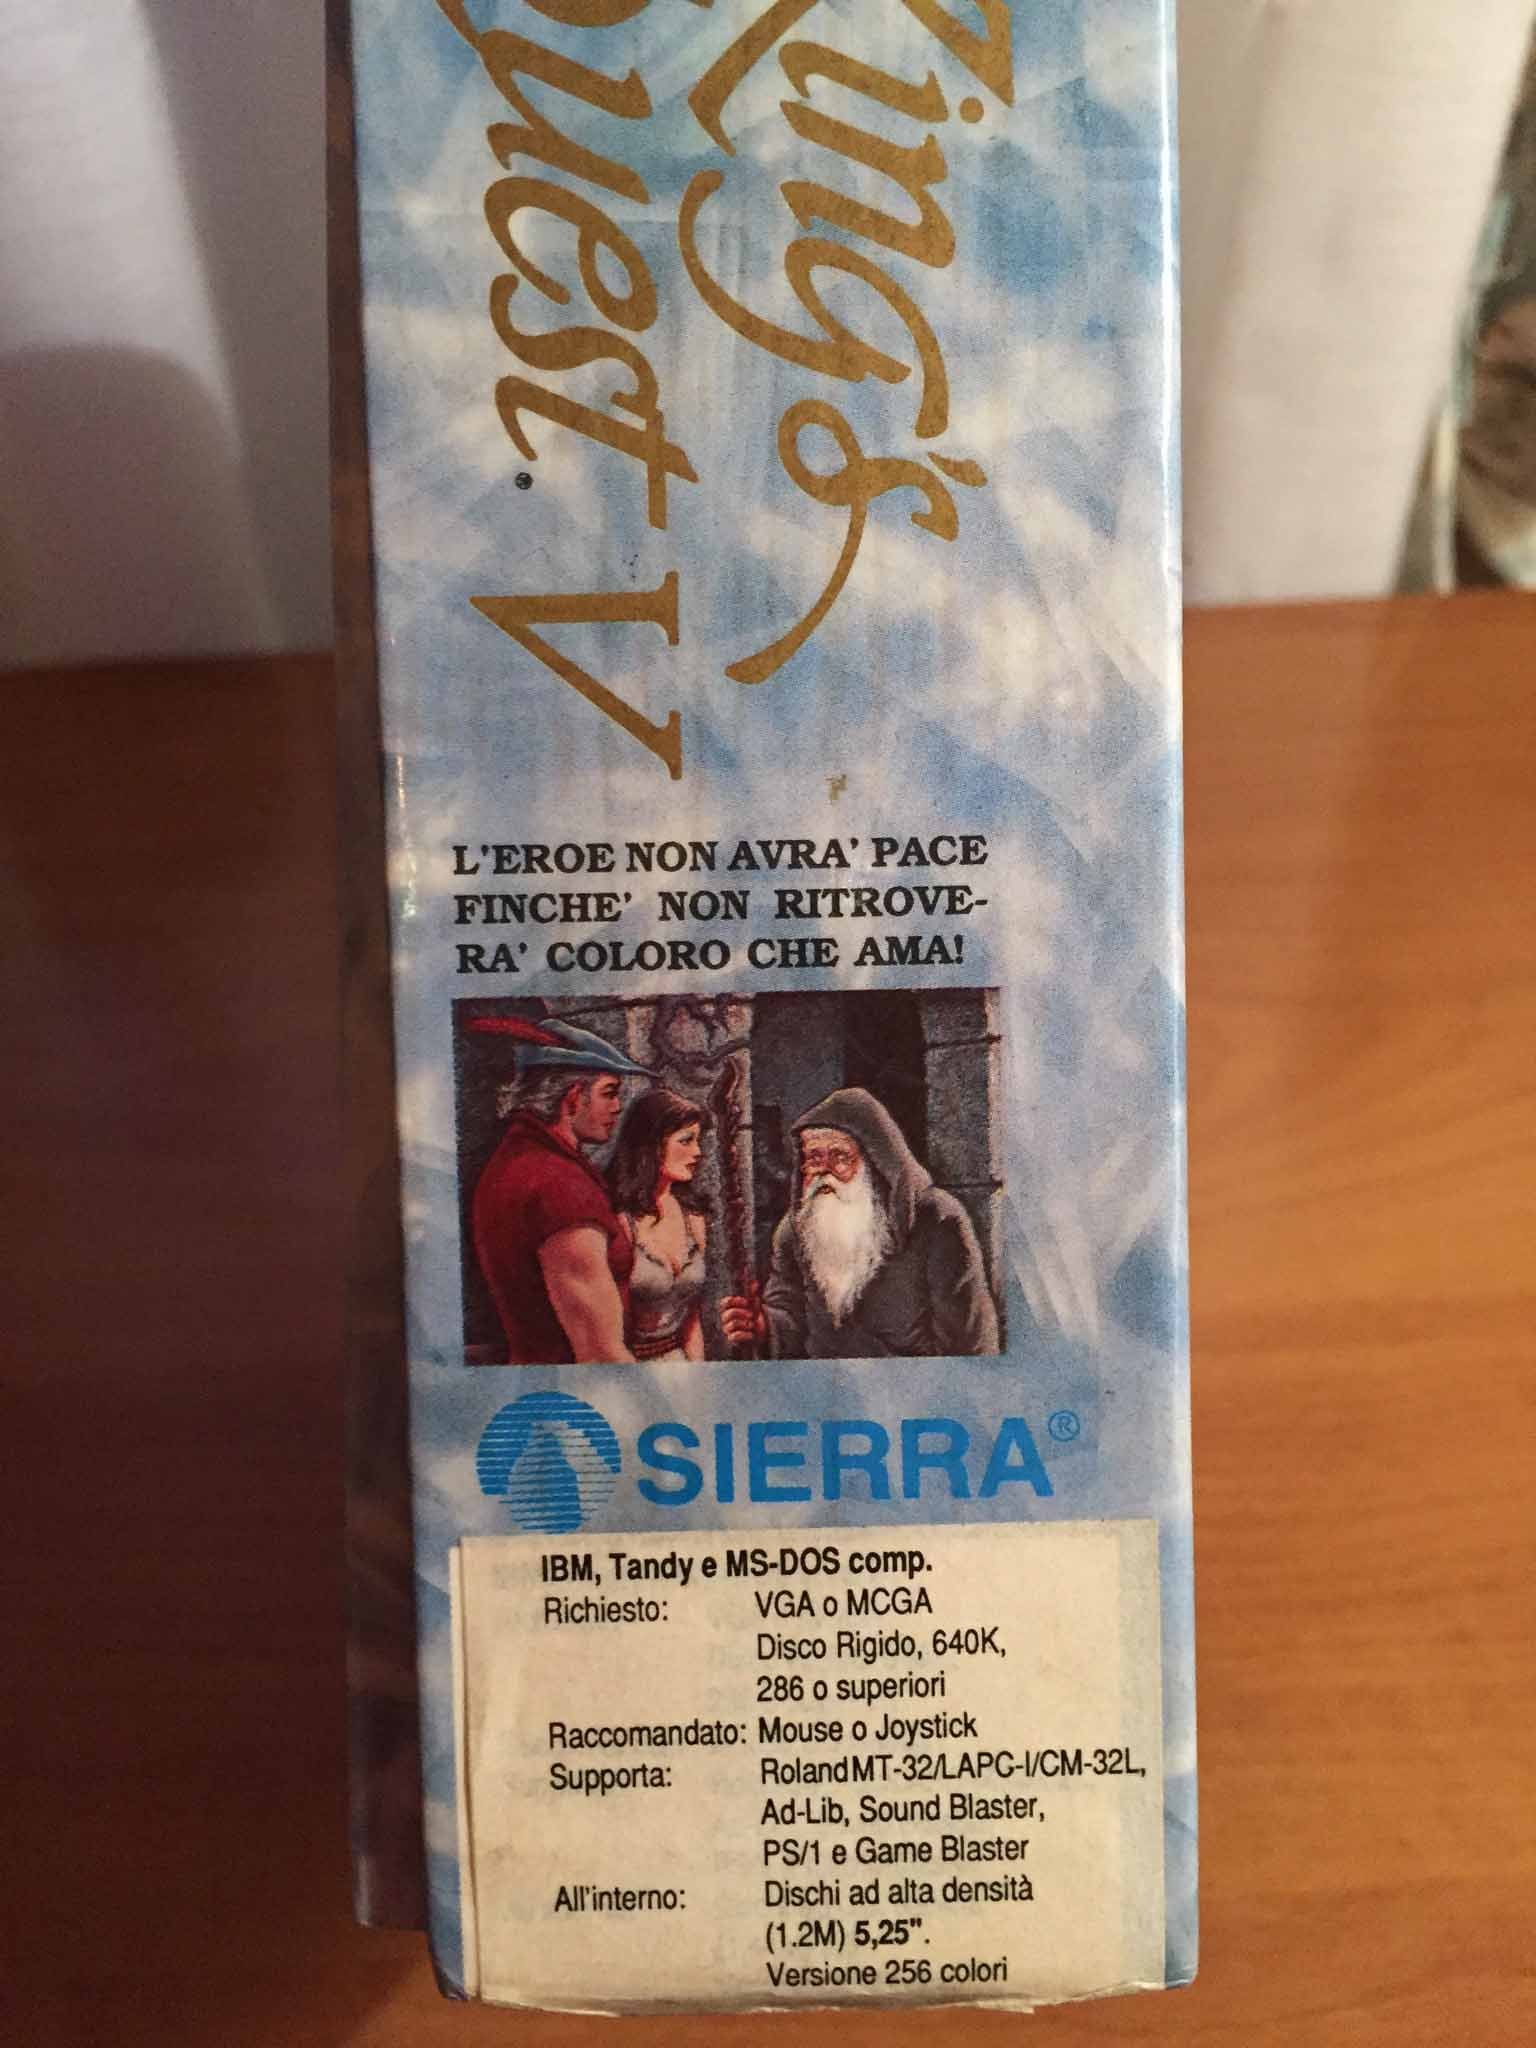 King's
Quest V
L'EROE NON AVRA' PACE
FINCHE' NON RITROVE-
RA' COLORO CHE AMA!
SIERRA®
IBM, Tandy e MS-DOS comp.
Richiesto: VGA o MCGA
Disco Rigido, 640K,
286 o superiori
Raccomandato: Mouse o Joystick
Supporta: Roland MT-32/LAPC-I/CM-32L,
Ad-Lib, Sound Blaster,
PS/1 e Game Blaster
All'interno: Dischi ad alta densità
(1.2M) 5,25".
Versione 256 colori